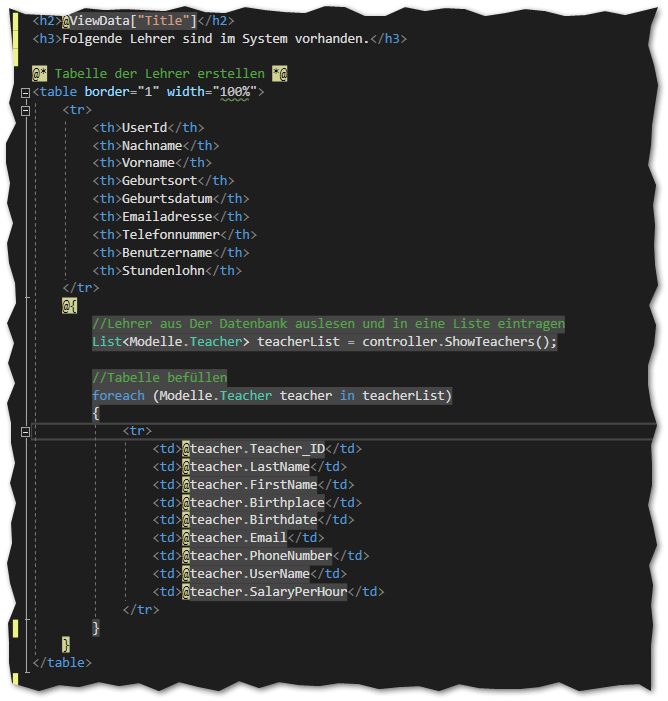 <h2>@ViewData["Title"]</h2>
<h3>Folgende Lehrer sind im System vorhanden.</h3>
@* Tabelle der Lehrer erstellen *@
<table border="1" width="100%">
<tr>
<th>UserId</th>
<th>Nachname</th>
<th>Vorname</th>
<th>Geburtsort</th>
<th>Geburtsdatum</th>
<th>Emailadresse</th>
<th>Telefonnummer</th>
<th>Benutzername</th>
<th>Stundenlohn</th>
</tr>
@{
//Lehrer aus Der Datenbank auslesen und in eine Liste eintragen
List<Modelle.Teacher> teacherList = controller.ShowTeachers();
//Tabelle befüllen
foreach (Modelle.Teacher teacher in teacherList)
{
<tr>
<td>@teacher.Teacher_ID</td>
<td>@teacher.LastName</td>
<td>@teacher.FirstName</td>
<td>@teacher.Birthplace</td>
<td>@teacher.Birthdate</td>
<td>@teacher.Email</td>
<td>@teacher.PhoneNumber</td>
<td>@teacher.UserName</td>
<td>@teacher.SalaryPerHour</td>
</tr>
}
}
</table>